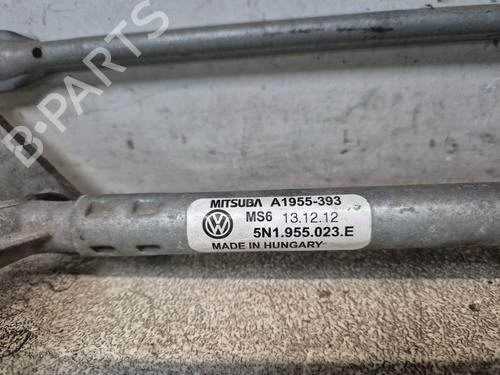 B-PARTS
MITSUBA A1955-393
MS6 13.12.12
5N1.955.023.E
MADE IN HUNGARY